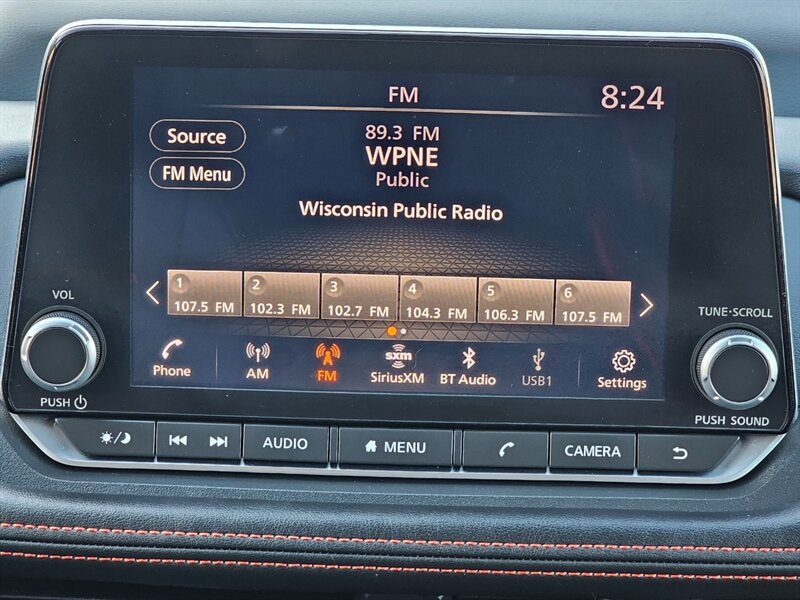 FM
8:24
Source
89.3 FM
WPNE
FM Menu
Public
Wisconsin Public Radio
1 2 3 4 5 6
107.5 FM 102.3 FM 102.7 FM 104.3 FM 106.3 FM 107.5 FM
VOL
TUNE·SCROLL
Phone AM FM sxm SiriusXM BT Audio USB1 Settings
PUSH
PUSH SOUND
AUDIO MENU CAMERA